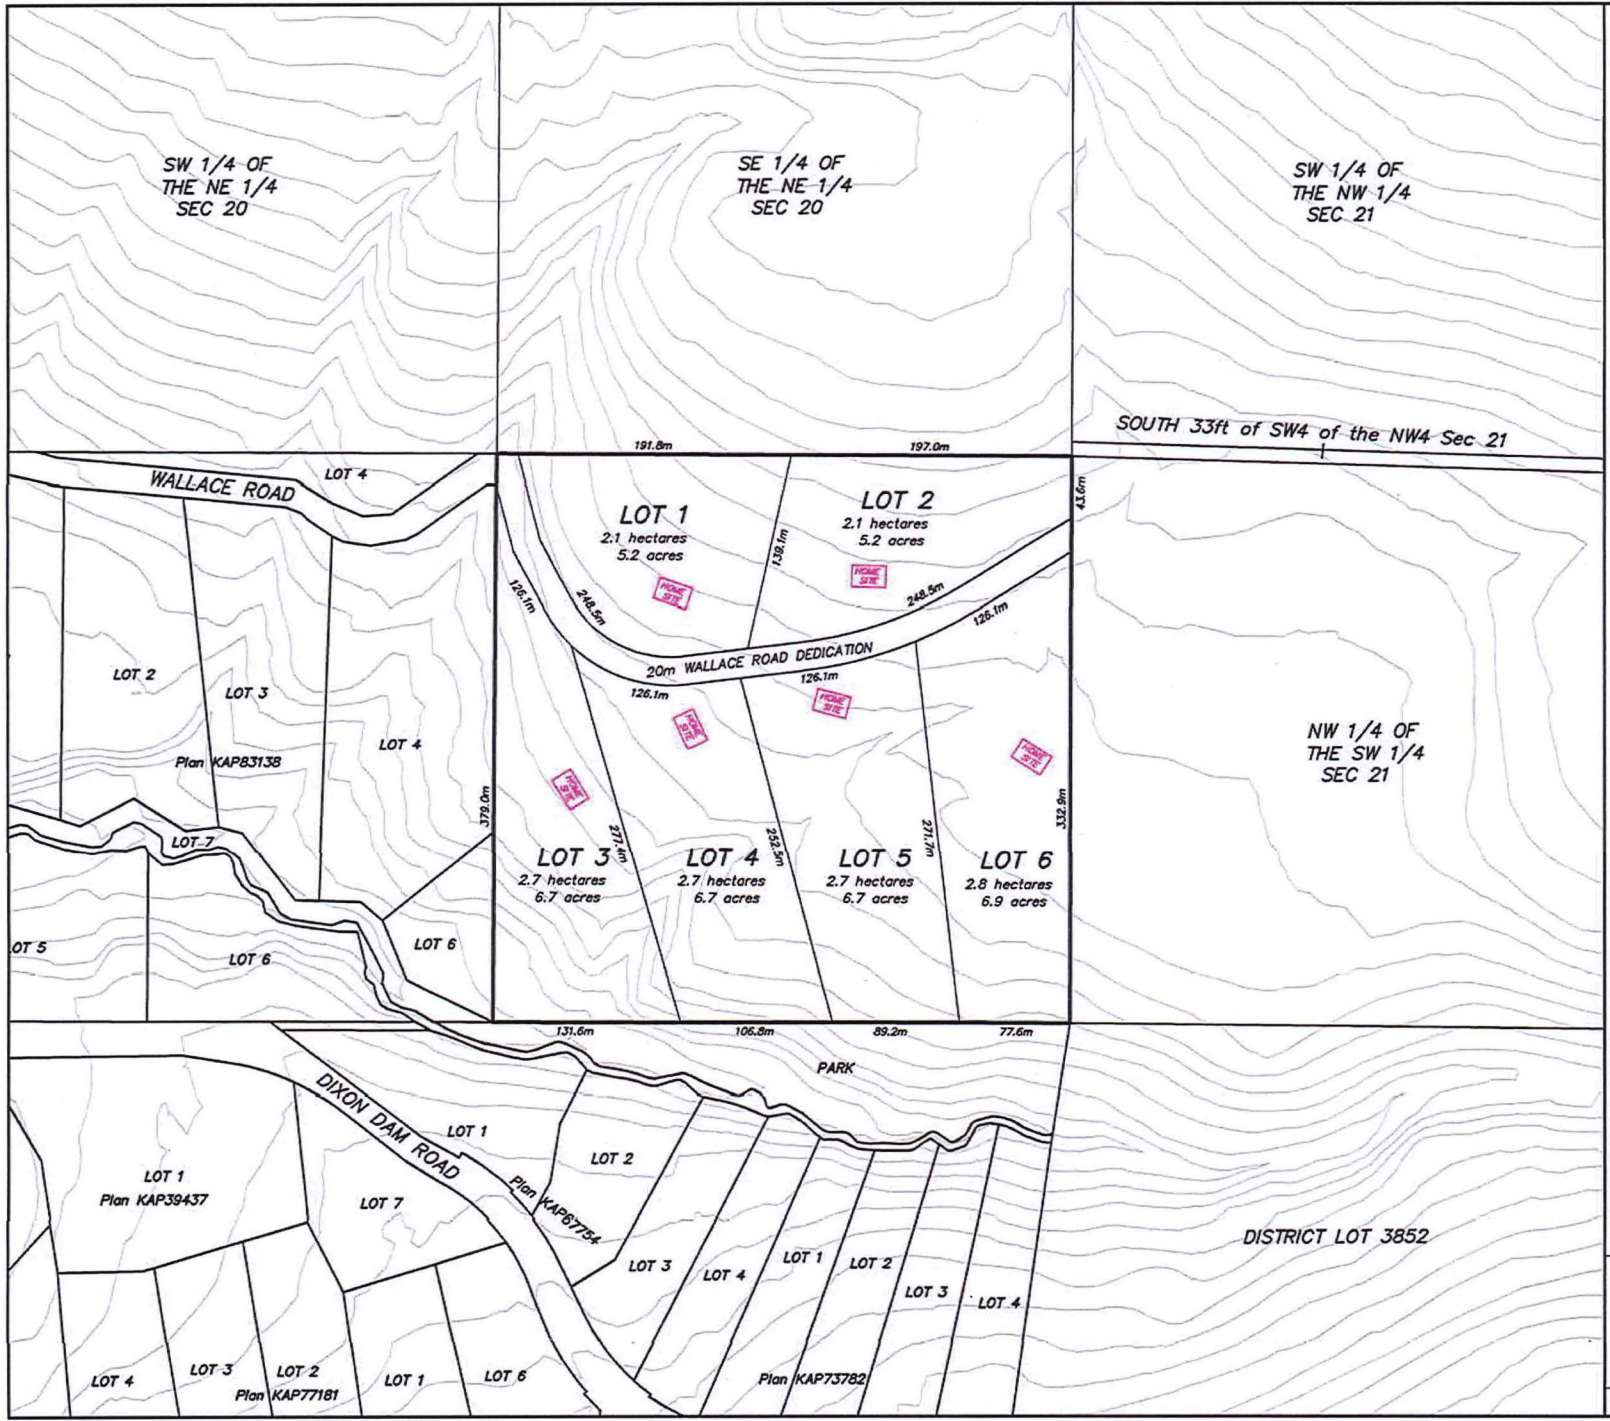 SW 1/4 OF
THE NE 1/4
SEC 20
SE 1/4 OF
THE NE 1/4
SEC 20
SW 1/4 OF
THE NW 1/4
SEC 21
SOUTH 33ft of SW4 of the NW4 Sec 21
191.8m
197.0m
WALLACE ROAD
LOT 4
LOT 1
2.1 hectares
5.2 acres
HOME
SITE
139.1m
LOT 2
2.1 hectares
5.2 acres
HOME
SITE
43.6m
126.1m
248.5m
248.5m
126.1m
20m WALLACE ROAD DEDICATION
126.1m
126.1m
LOT 2
LOT 3
LOT 4
Plan KAP83138
LOT 7
379.0m
HOME
SITE
HOME
SITE
HOME
SITE
HOME
SITE
LOT 3
2.7 hectares
6.7 acres
277.4m
LOT 4
2.7 hectares
6.7 acres
252.5m
LOT 5
2.7 hectares
6.7 acres
271.7m
LOT 6
2.8 hectares
6.9 acres
332.9m
NW 1/4 OF
THE SW 1/4
SEC 21
OT 5
LOT 6
LOT 6
131.6m
106.8m
89.2m
77.6m
PARK
DIXON DAM ROAD
LOT 1
Plan KAP39437
LOT 7
LOT 1
LOT 2
Plan KAP67754
LOT 3
LOT 4
LOT 1
LOT 2
LOT 3
LOT 4
Plan KAP73782
DISTRICT LOT 3852
LOT 4
LOT 3
LOT 2
Plan KAP77181
LOT 1
LOT 6